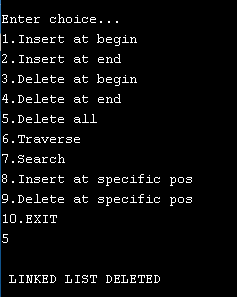 Enter choice...
1.Insert at begin
2.Insert at end
3.Delete at begin
4.Delete at end
5.Delete all
6.Traverse
7.Search
8.Insert at specific pos
9.Delete at specific pos
10.EXIT
5
LINKED LIST DELETED